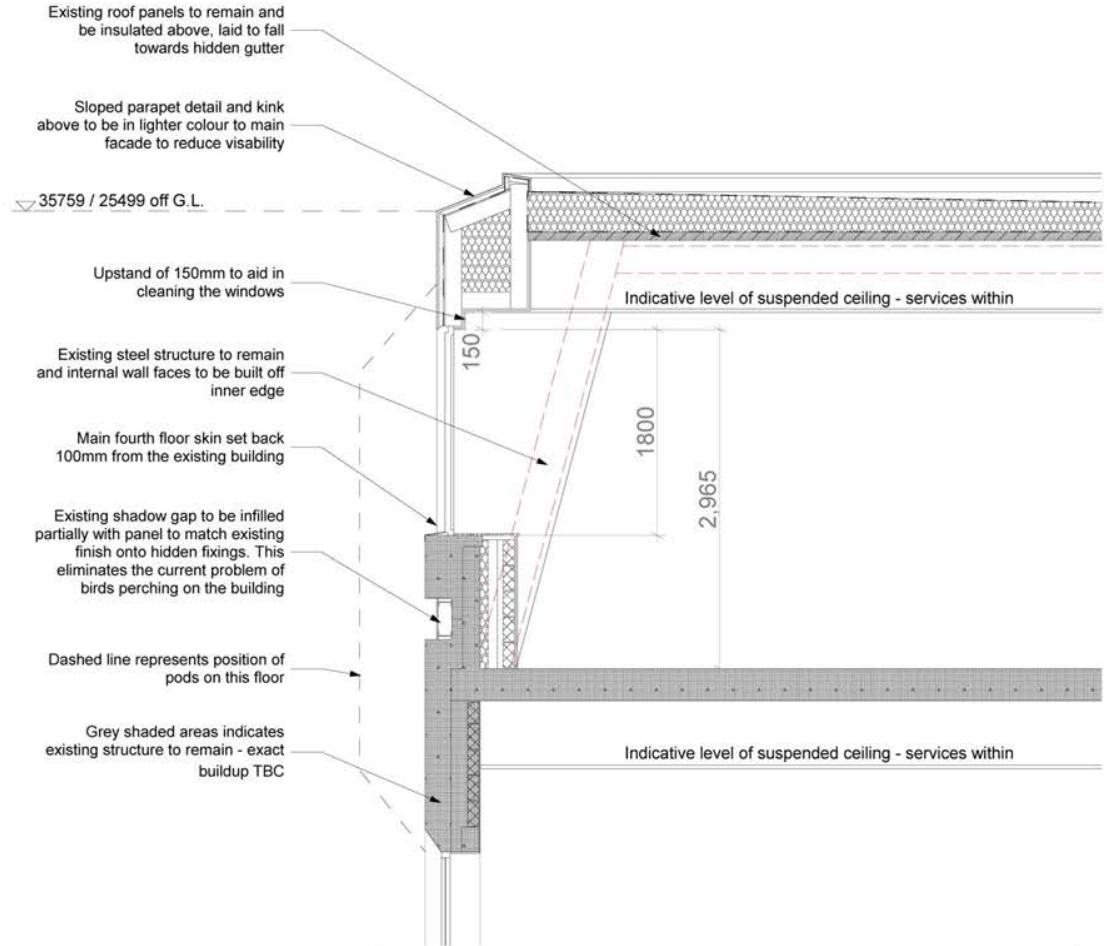 Existing roof panels to remain and
be insulated above, laid to fall
towards hidden gutter
Sloped parapet detail and kink
above to be in lighter colour to main
facade to reduce visability
35759 / 25499 off G.L.
Upstand of 150mm to aid in
cleaning the windows
Indicative level of suspended ceiling - services within
150
Existing steel structure to remain
and internal wall faces to be built off
inner edge
1800
Main fourth floor skin set back
100mm from the existing building
2,965
Existing shadow gap to be infilled
partially with panel to match existing
finish onto hidden fixings. This
eliminates the current problem of
birds perching on the building
Dashed line represents position of
pods on this floor
Grey shaded areas indicates
existing structure to remain - exact
buildup TBC
Indicative level of suspended ceiling - services within